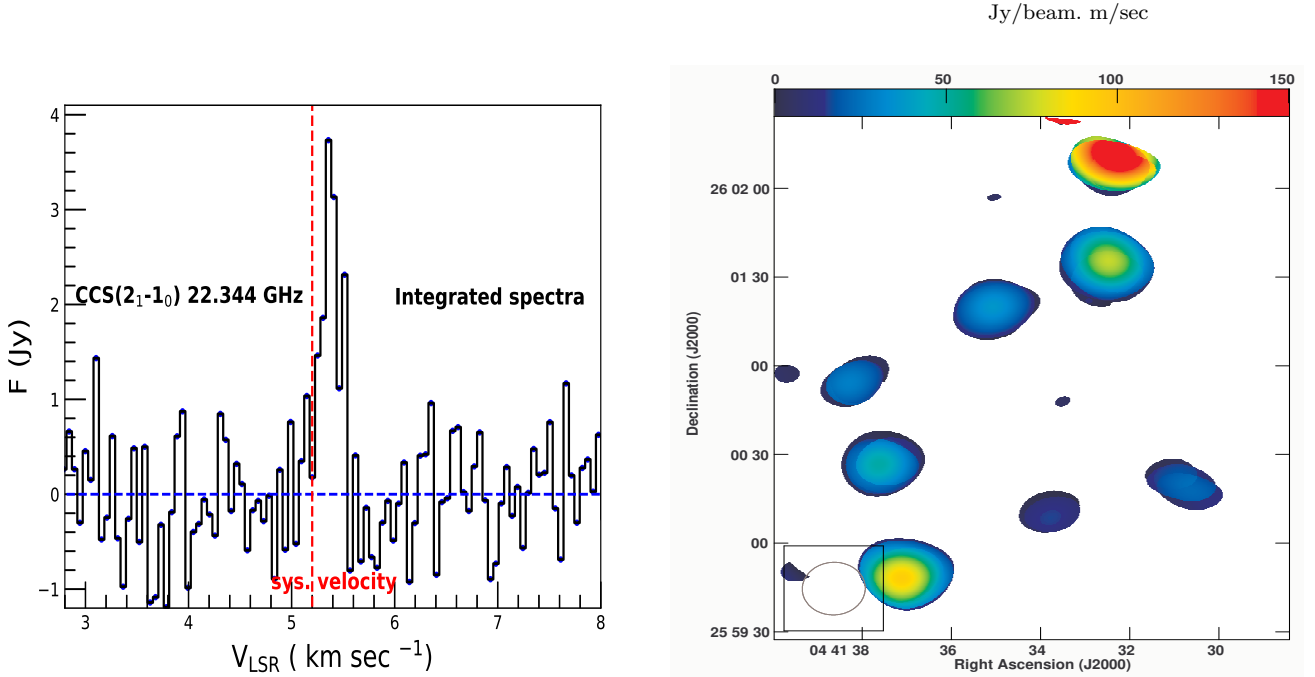 Jy/beam. m/sec
4
3
2
1
0
−1
3
4
5
6
7
8
F (Jy)
CCS(2₁-1₀) 22.344 GHz
Integrated spectra
sys. velocity
V_LSR ( km sec ⁻¹)
0
50
100
150
26 02 00
01 30
00
00 30
00
25 59 30
Declination (J2000)
04 41 38
36
34
32
30
Right Ascension (J2000)